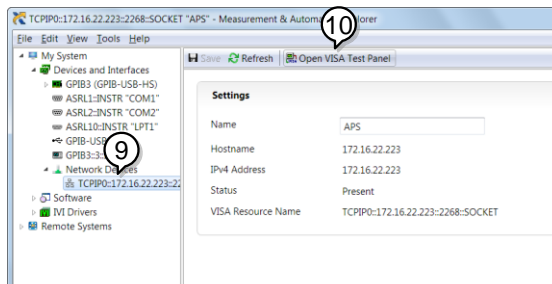 TCPIP0::172.16.22.223::2268::SOCKET "APS" - Measurement & Automa orer
10
File Edit View Tools Help
Save Refresh Open VISA Test Panel
My System
Devices and Interfaces
GPIB3 (GPIB-USB-HS)
ASRL1::INSTR "COM1"
ASRL2::INSTR "COM2"
ASRL10::INSTR "LPT1"
GPIB-USB
GPIB3::3::
9
Network De ces
TCPIP0::172.16.22.223::22
Software
IVI Drivers
Remote Systems
Settings
Name APS
Hostname 172.16.22.223
IPv4 Address 172.16.22.223
Status Present
VISA Resource Name TCPIP0::172.16.22.223::2268::SOCKET